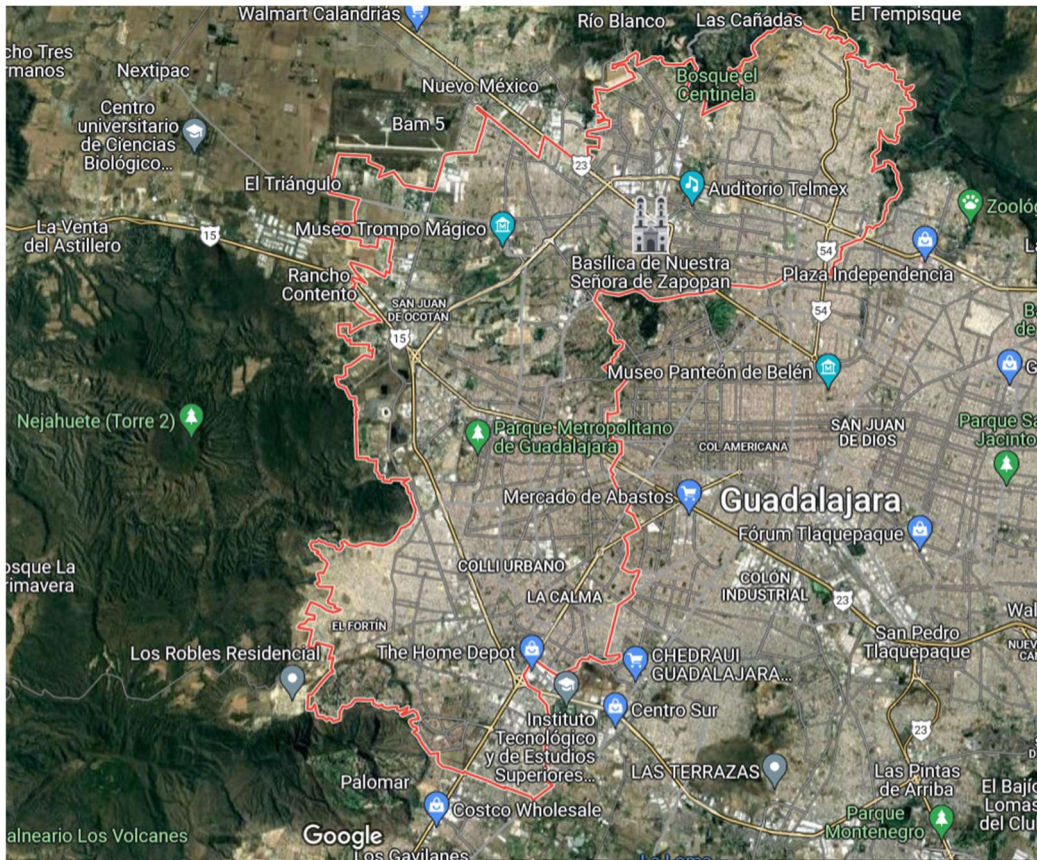 Walmart Calandrias
Río Blanco
Las Cañadas
El Tempisque
cho Tres
rmanos
Nextipac
Bosque el
Centinela
Nuevo México
Centro
universitario
de Ciencias
Biológico...
Bam 5
23
El Triángulo
Auditorio Telmex
Zooló
La Venta
del Astillero
15
Museo Trompo Mágico
54
Basílica de Nuestra
Señora de Zapopan
Plaza Independencia
Rancho
Contento
SAN JUAN
DE OCOTÁN
54
15
Museo Panteón de Belén
Nejahuete (Torre 2)
Parque Metropolitano
de Guadalajara
COL AMERICANA
SAN JUAN
DE DIOS
Parque Sa
Jacinto
Mercado de Abastos
Guadalajara
Fórum Tlaquepaque
osque La
rimavera
COLLI URBANO
LA CALMA
COLÓN
INDUSTRIAL
23
EL FORTÍN
San Pedro
Tlaquepaque
Los Robles Residencial
The Home Depot
CHEDRAUI
GUADALAJARA...
Instituto
Tecnológico
y de Estudios
Superiores...
Centro Sur
23
LAS TERRAZAS
Las Pintas
de Arriba
Palomar
Costco Wholesale
El Bajío
Lomas
del Clu
Parque
Montenegro
alneario Los Volcanes
Google
Los Gavilanes